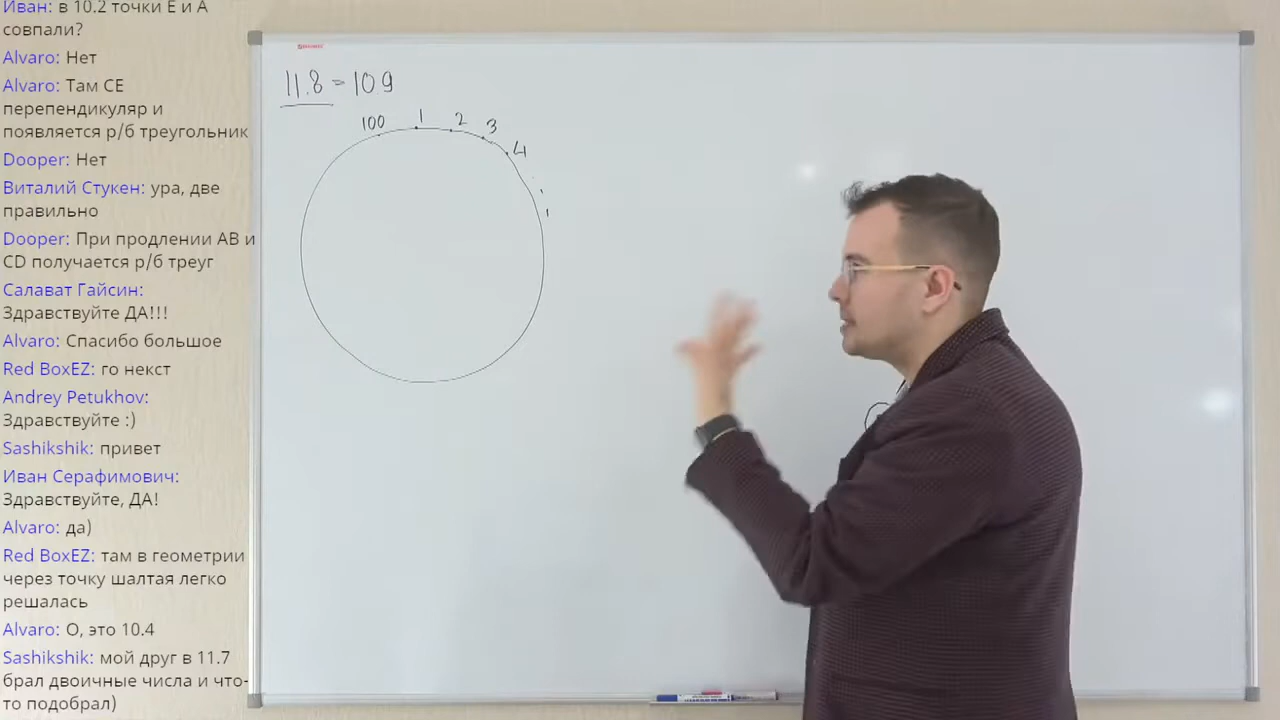 Иван: в 10.2 точки Е и А
совпали?
Alvaro: Нет
Alvaro: Там СЕ
перепендикуляр и
появляется р/б треугольник
Dooper: Нет
Виталий Стукен: ура, две
правильно
Dooper: При продлении АВ и
CD получается р/б треуг
Салават Гайсин:
Здравствуйте ДА!!!
Alvaro: Спасибо большое
Red BoxEZ: го некст
Andrey Petukhov:
Здравствуйте :)
Sashikshik: привет
Иван Серафимович:
Здравствуйте, ДА!
Alvaro: да)
Red BoxEZ: там в геометрии
через точку шалтая легко
решалась
Alvaro: О, это 10.4
Sashikshik: мой друг в 11.7
брал двоичные числа и что-
то подобрал)
11.8 = 10 9
100 1 2 3
4